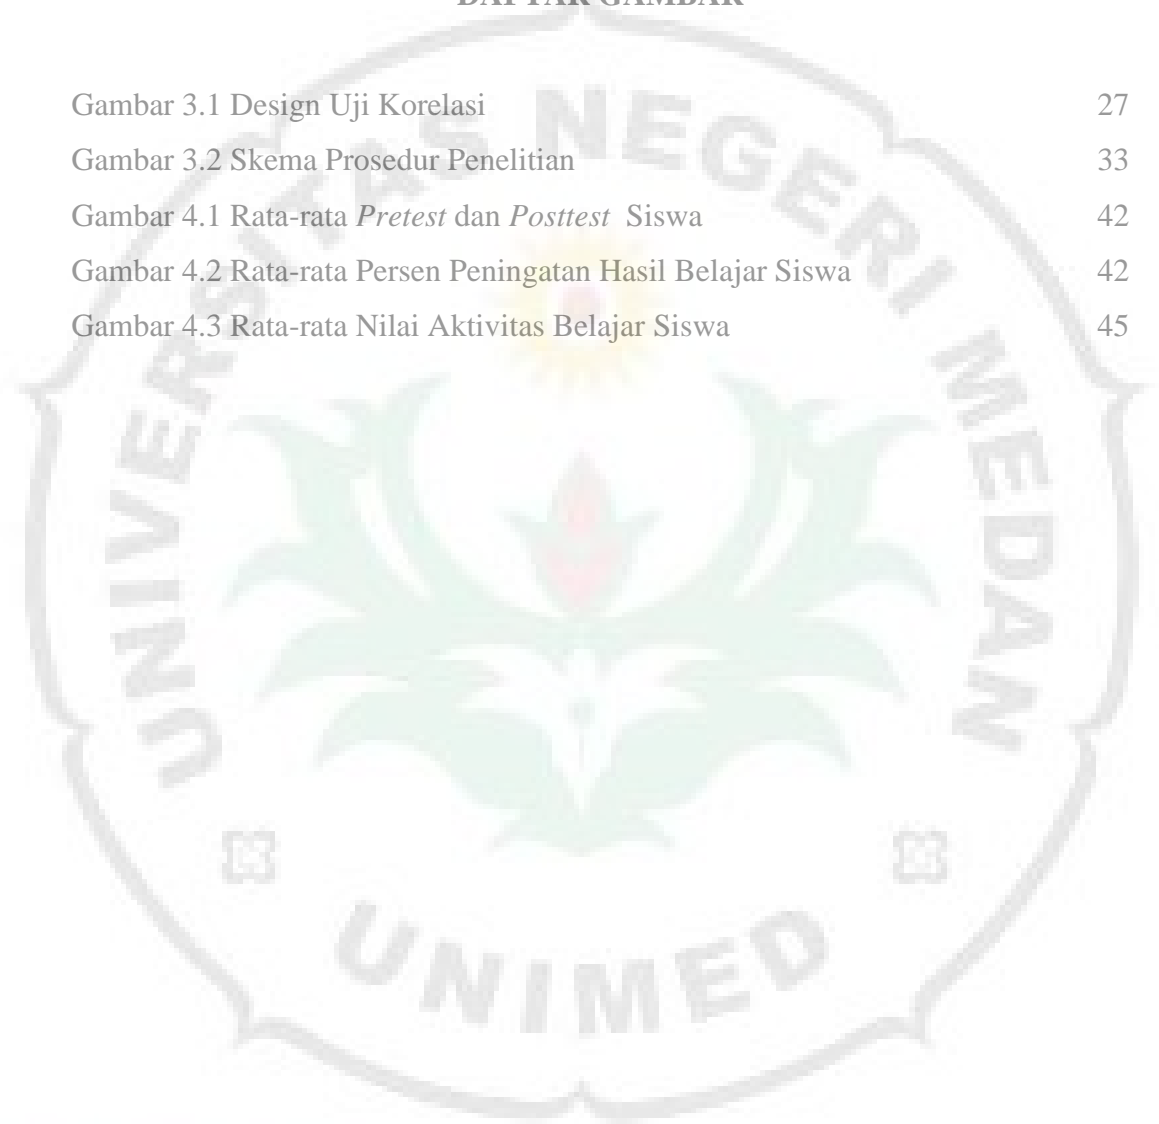 DAFTAR GAMBAR
Gambar 3.1 Design Uji Korelasi 27
Gambar 3.2 Skema Prosedur Penelitian 33
Gambar 4.1 Rata-rata Pretest dan Posttest Siswa 42
Gambar 4.2 Rata-rata Persen Peningatan Hasil Belajar Siswa 42
Gambar 4.3 Rata-rata Nilai Aktivitas Belajar Siswa 45
UNIVERSITAS NEGERI MEDAN
UNIMED